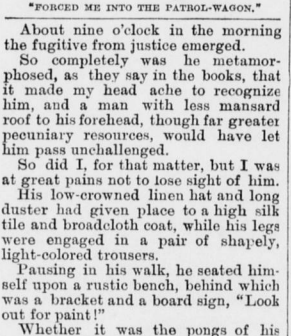 "FORCED ME INTO THE PATROL-WAGON."
About nine o'clock in the morning
the fugitive from justice emerged.
So completely was he metamor-
phosed, as they say in the books, that
it made my head ache to recognize
him, and a man with less mansard
roof to his forehead, though far greater
pecuniary resources, would have let
him pass unchallenged.
So did I, for that matter, but I was
at great pains not to lose sight of him.
His low-crowned linen hat and long
duster had given place to a high silk
tile and broadcloth coat, while his legs
were engaged in a pair of shapely,
light-colored trousers.
Pausing in his walk, he seated him-
self upon a rustic bench, behind which
was a bracket and a board sign, "Look
out for paint!"
Whether it was the pongs of his